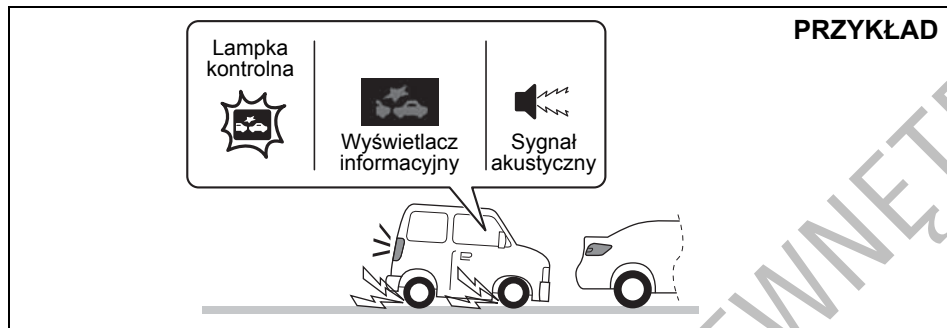 PRZYKŁAD
Lampka
kontrolna
Wyświetlacz
informacyjny
Sygnał
akustyczny